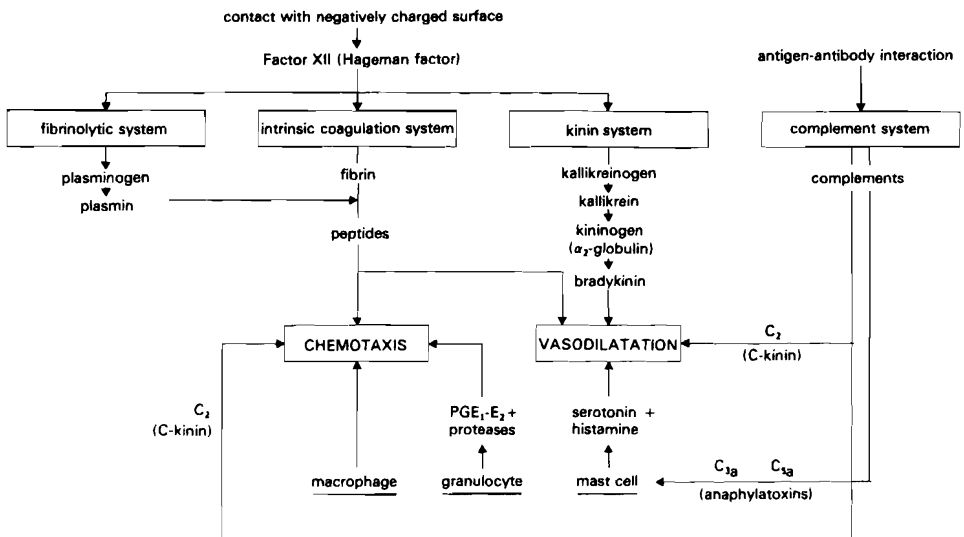 contact with negatively charged surface
Factor XII (Hageman factor)
antigen-antibody interaction
fibrinolytic system
intrinsic coagulation system
kinin system
complement system
plasminogen
plasmin
fibrin
peptides
kallikreinogen
kallikrein
kininogen
(α₂-globulin)
bradykinin
complements
CHEMOTAXIS
VASODILATATION
C₂
(C-kinin)
C₂
(C-kinin)
PGE₁-E₂ +
proteases
serotonin +
histamine
macrophage
granulocyte
mast cell
C₃a C₅a
(anaphylatoxins)